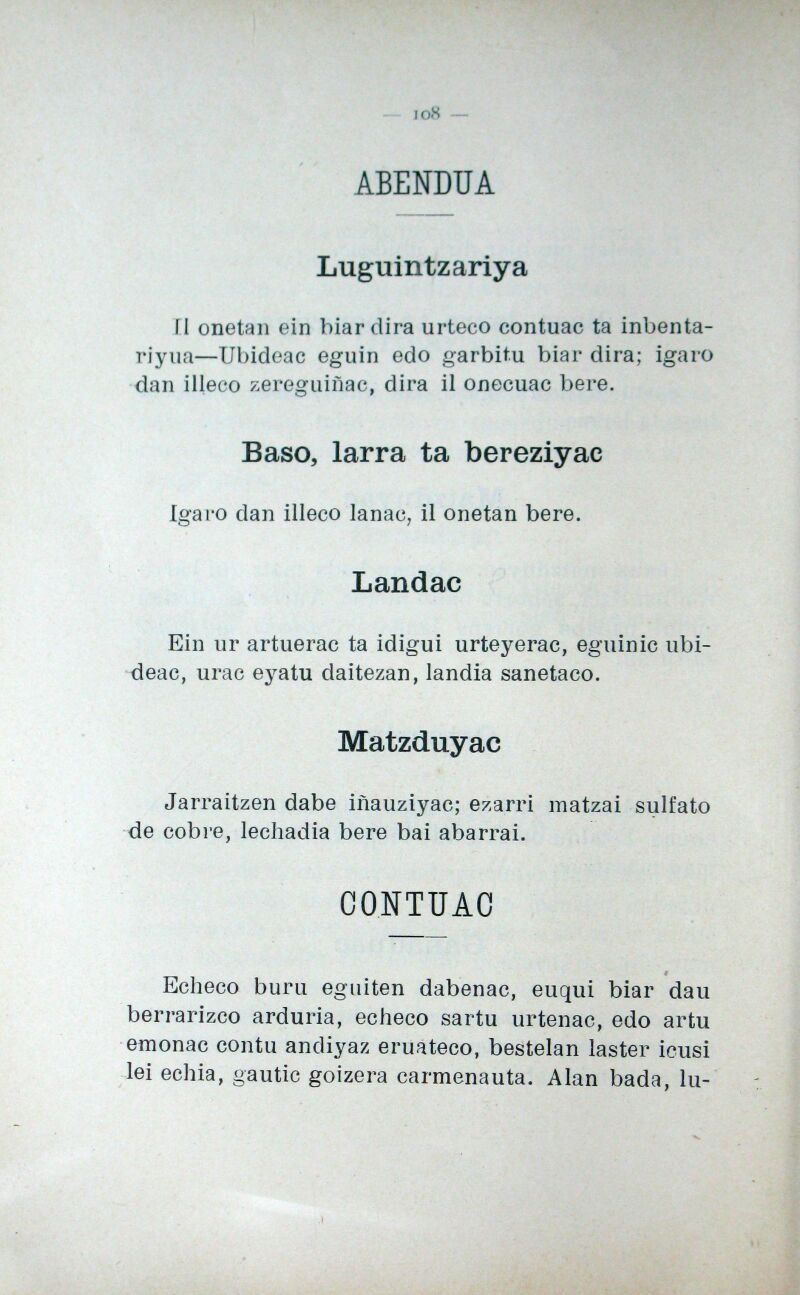 — 108 —
ABENDUA
Luguintzariya
Il onetan ein biar dira urteco contuac ta inbenta-
riyua—Ubideac eguin edo garbitu biar dira; igaro
dan illeco zereguiñac, dira il onecuac bere.
Baso, larra ta bereziyac
Igaro dan illeco lanac, il onetan bere.
Landac
Ein ur artuerac ta idigui urteyerac, eguinic ubi-
deac, urac eyatu daitezan, landia sanetaco.
Matzduyac
Jarraitzen dabe iñauziyac; ezarri matzai sulfato
de cobre, lechadia bere bai abarrai.
CONTUAC
Echeco buru eguiten dabenac, euqui biar dau
berrarizco arduria, echeco sartu urtenac, edo artu
emonac contu andiyaz eruateco, bestelan laster icusi
lei echia, gautic goizera carmenauta. Alan bada, lu-